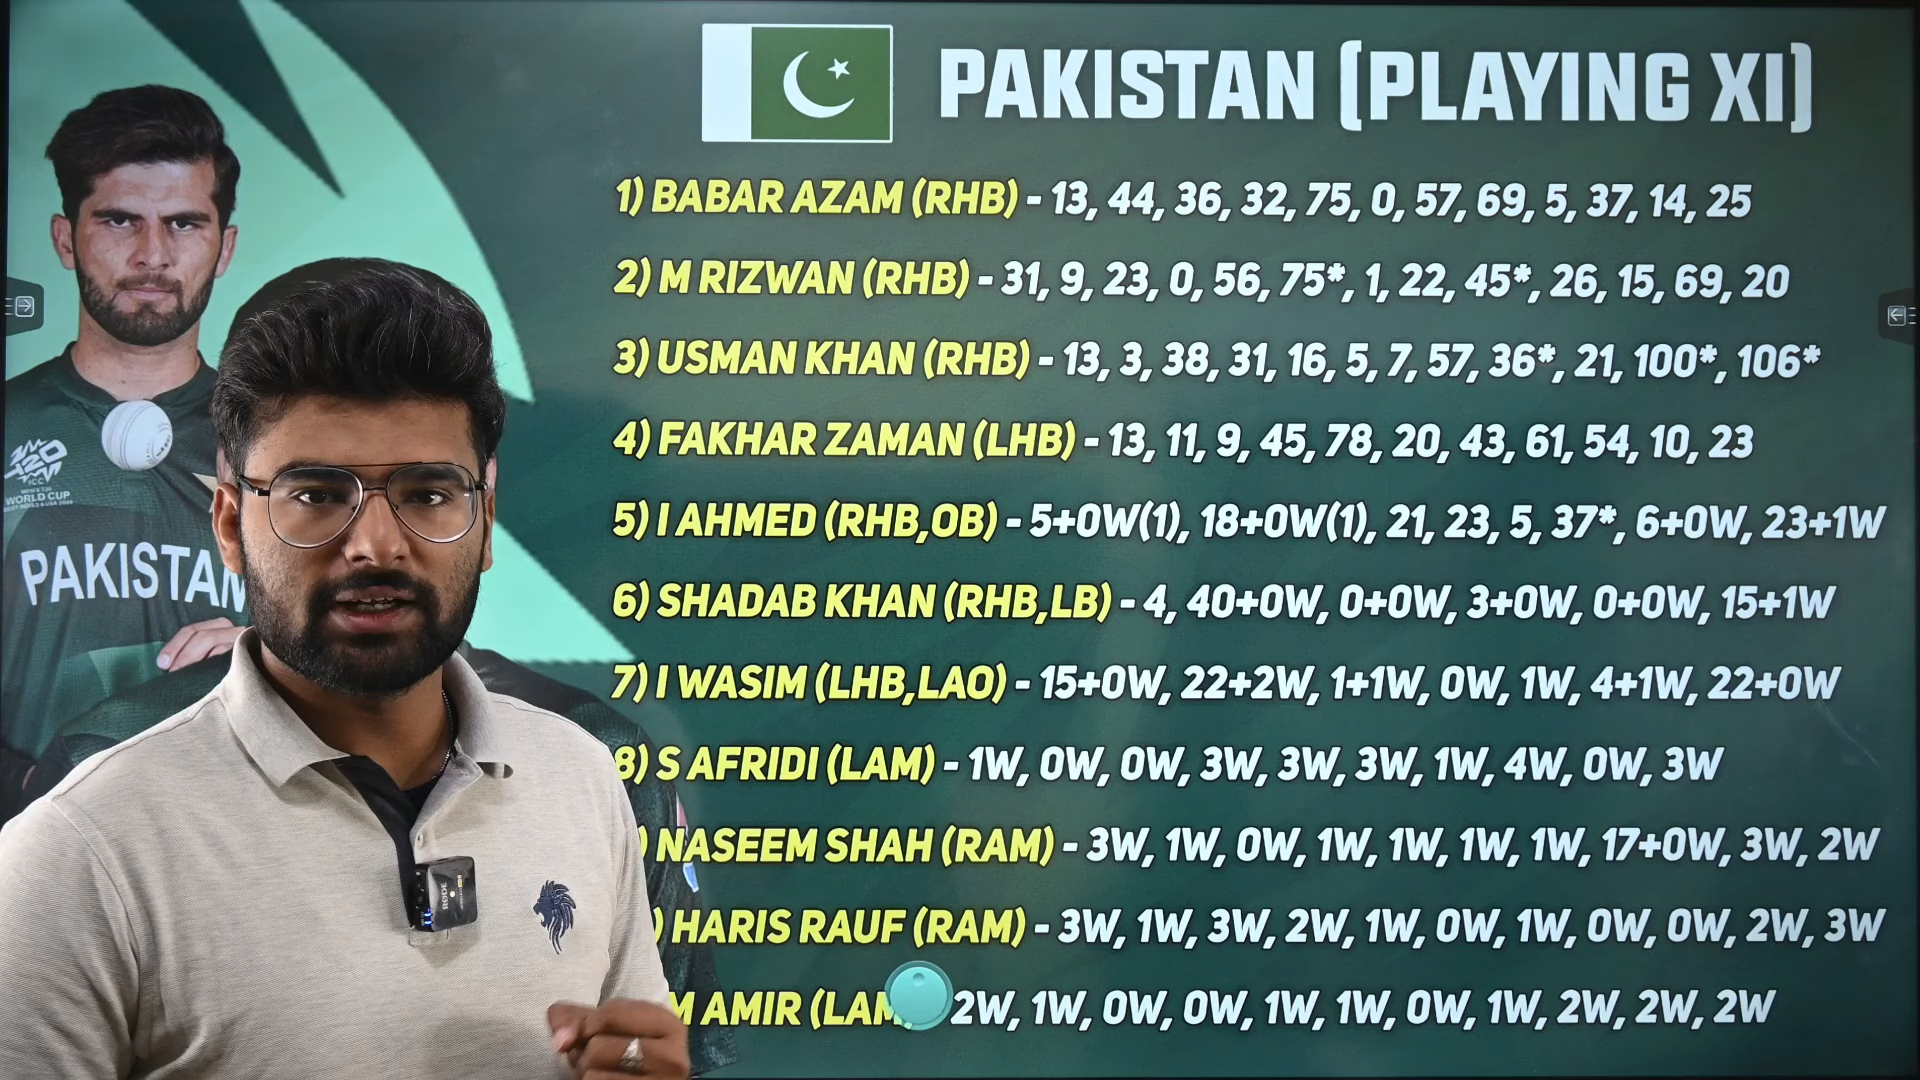 PAKISTAN (PLAYING XI)
1) BABAR AZAM (RHB) - 13, 44, 36, 32, 75, 0, 57, 69, 5, 37, 14, 25
2) M RIZWAN (RHB) - 31, 9, 23, 0, 56, 75*, 1, 22, 45*, 26, 15, 69, 20
3) USMAN KHAN (RHB) - 13, 3, 38, 31, 16, 5, 7, 57, 36*, 21, 100*, 106*
4) FAKHAR ZAMAN (LHB) - 13, 11, 9, 45, 78, 20, 43, 61, 54, 10, 23
5) I AHMED (RHB,OB) - 5+0W(1), 18+0W(1), 21, 23, 5, 37*, 6+0W, 23+1W
6) SHADAB KHAN (RHB,LB) - 4, 40+0W, 0+0W, 3+0W, 0+0W, 15+1W
7) I WASIM (LHB,LAO) - 15+0W, 22+2W, 1+1W, 0W, 1W, 4+1W, 22+0W
8) S AFRIDI (LAM) - 1W, 0W, 0W, 3W, 3W, 3W, 1W, 4W, 0W, 3W
) NASEEM SHAH (RAM) - 3W, 1W, 0W, 1W, 1W, 1W, 1W, 17+0W, 3W, 2W
) HARIS RAUF (RAM) - 3W, 1W, 3W, 2W, 1W, 0W, 1W, 0W, 0W, 2W, 3W
M AMIR (LAM 2W, 1W, 0W, 0W, 1W, 1W, 0W, 1W, 2W, 2W, 2W
T20
ICC
WORLD CUP
PAKISTAN
RODE